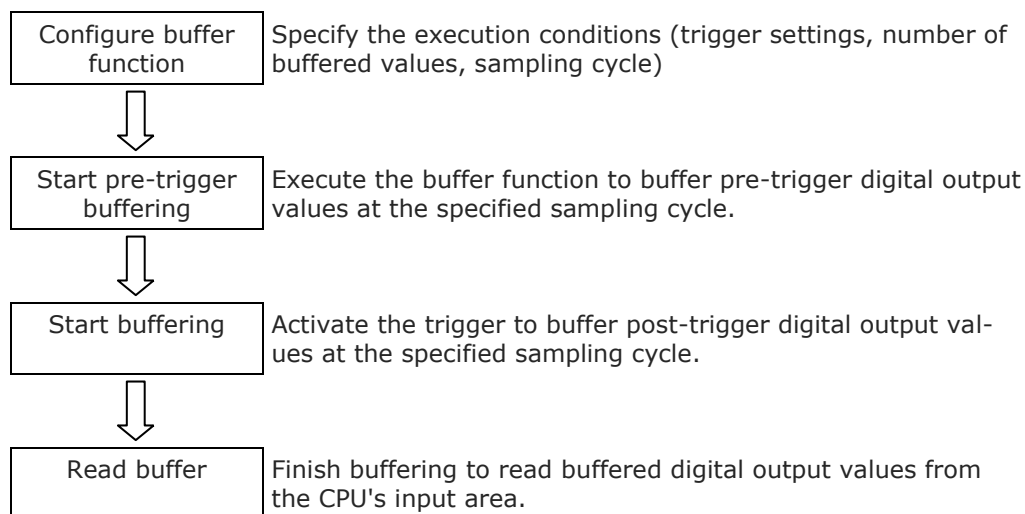 Configure buffer
function
Specify the execution conditions (trigger settings, number of
buffered values, sampling cycle)
Start pre-trigger
buffering
Execute the buffer function to buffer pre-trigger digital output
values at the specified sampling cycle.
Start buffering
Activate the trigger to buffer post-trigger digital output val-
ues at the specified sampling cycle.
Read buffer
Finish buffering to read buffered digital output values from
the CPU's input area.